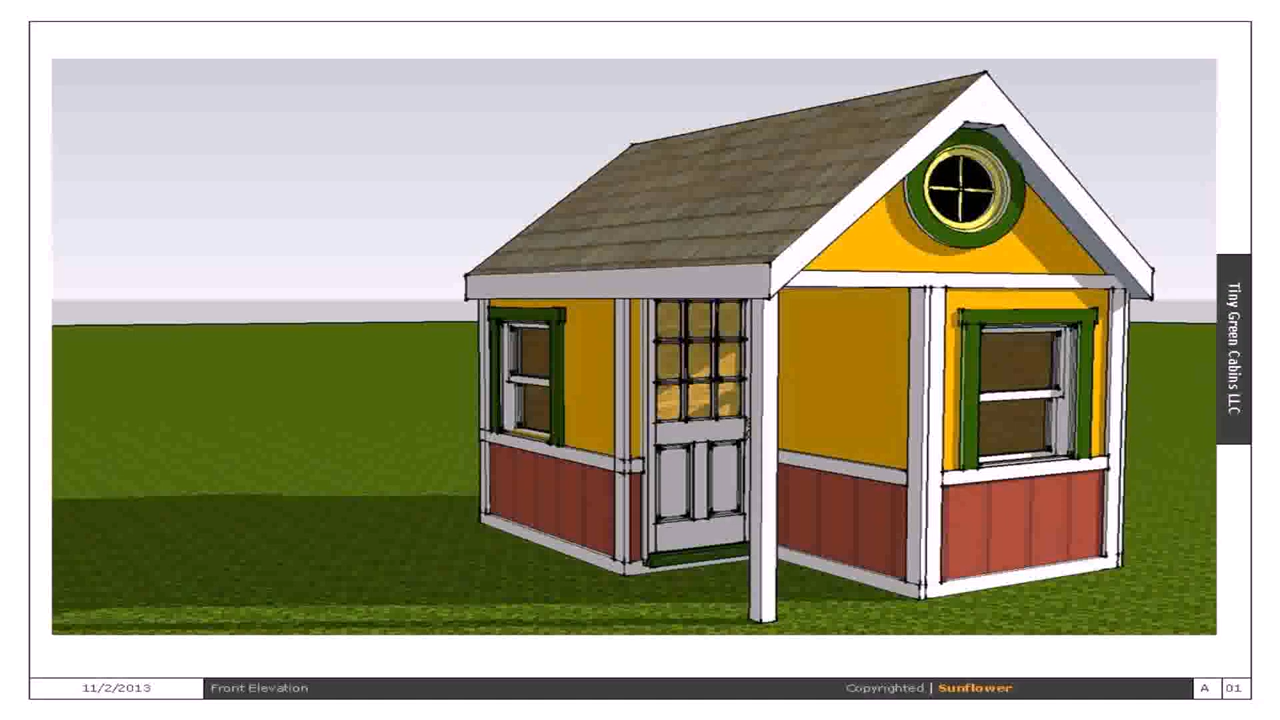 Tiny Green Cabins LLC
11/2/2013 Front Elevation Copyrighted | Sunflower A 01